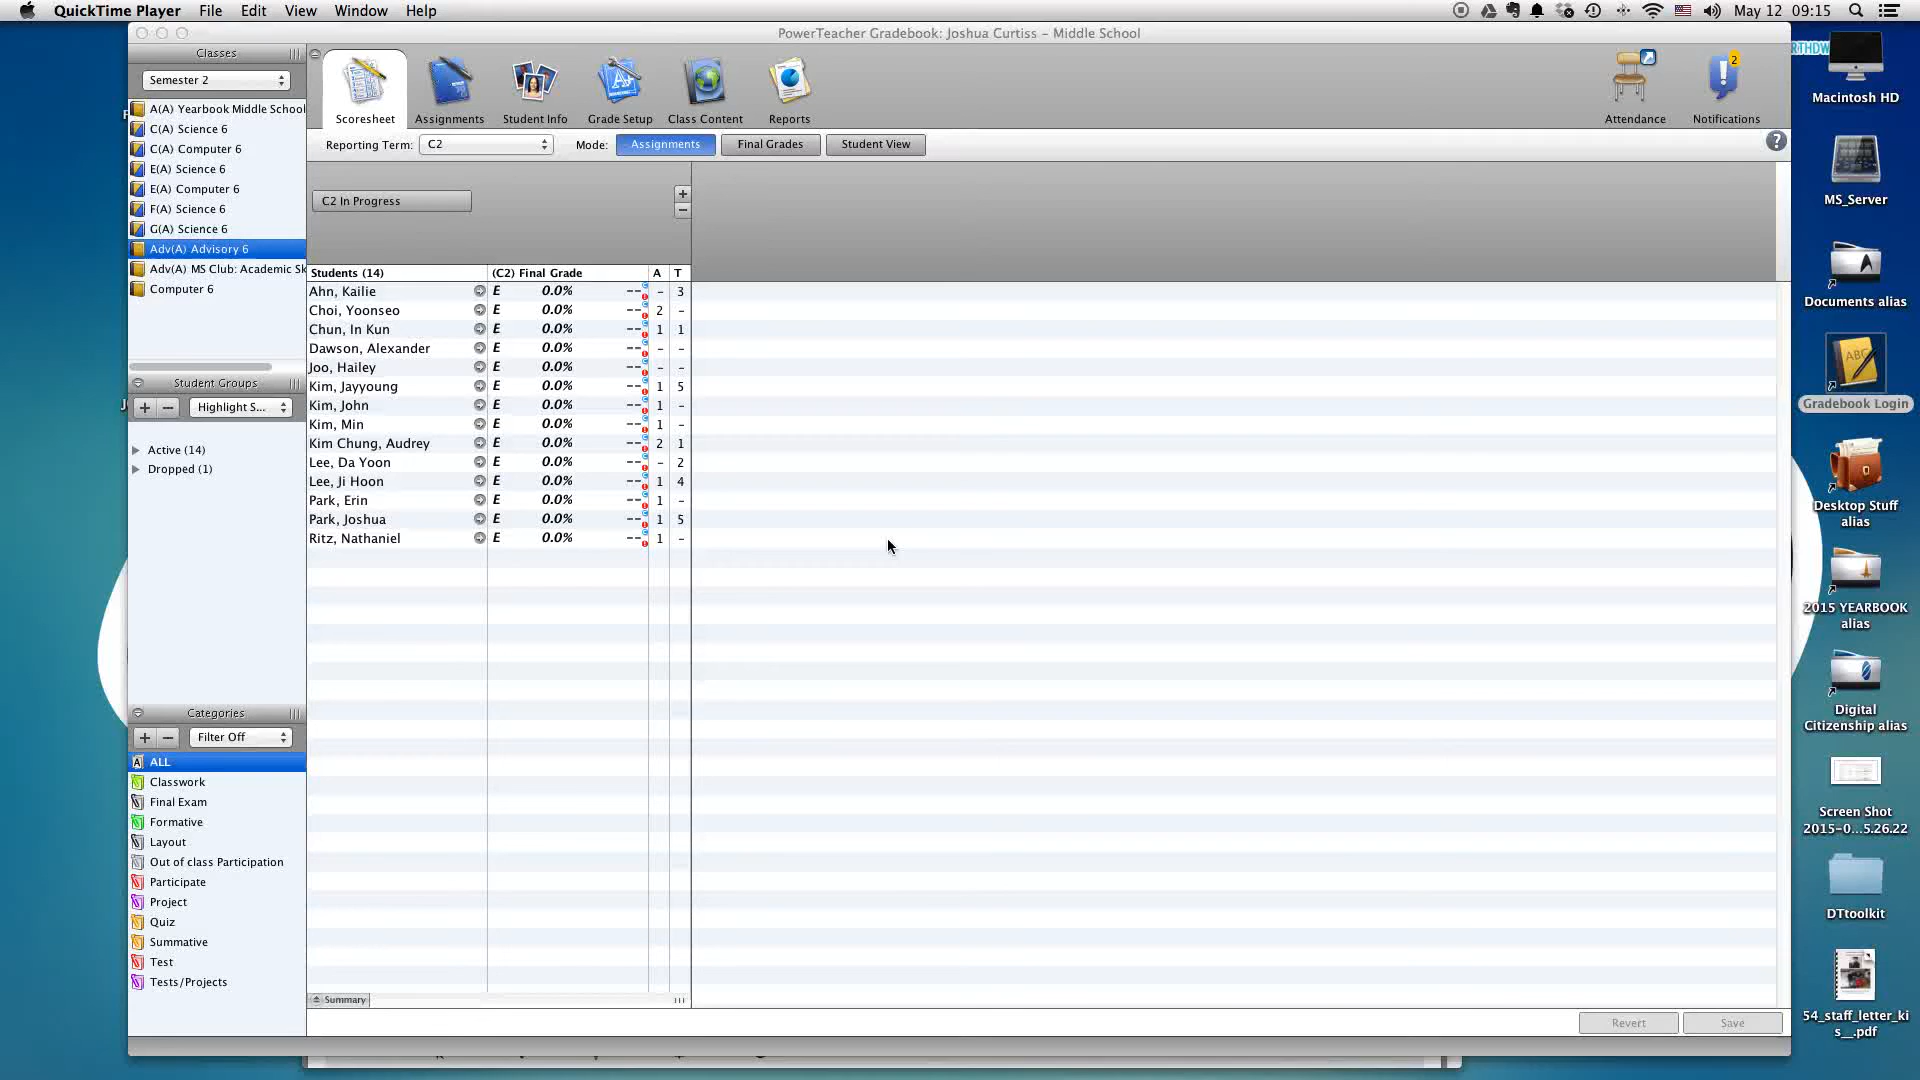 QuickTime Player File Edit View Window Help May 12 09:15
PowerTeacher Gradebook: Joshua Curtiss – Middle School
Classes
Semester 2
A(A) Yearbook Middle School
C(A) Science 6
C(A) Computer 6
E(A) Science 6
E(A) Computer 6
F(A) Science 6
G(A) Science 6
Adv(A) Advisory 6
Adv(A) MS Club: Academic Sk
Computer 6
Student Groups
Highlight S...
Active (14)
Dropped (1)
Categories
Filter Off
ALL
Classwork
Final Exam
Formative
Layout
Out of class Participation
Participate
Project
Quiz
Summative
Test
Tests/Projects
Scoresheet Assignments Student Info Grade Setup Class Content Reports
Attendance Notifications
2
Reporting Term: C2 Mode: Assignments Final Grades Student View ?
C2 In Progress
+
−
Students (14) (C2) Final Grade A T
Ahn, Kailie E 0.0% -- - 3
Choi, Yoonseo E 0.0% -- 2 -
Chun, In Kun E 0.0% -- 1 1
Dawson, Alexander E 0.0% -- - -
Joo, Hailey E 0.0% -- - -
Kim, Jayyoung E 0.0% -- 1 5
Kim, John E 0.0% -- 1 -
Kim, Min E 0.0% -- 1 -
Kim Chung, Audrey E 0.0% -- 2 1
Lee, Da Yoon E 0.0% -- - 2
Lee, Ji Hoon E 0.0% -- 1 4
Park, Erin E 0.0% -- 1 -
Park, Joshua E 0.0% -- 1 5
Ritz, Nathaniel E 0.0% -- 1 -
Summary
Revert Save
RTHDW
Macintosh HD
MS_Server
Documents alias
ABC
Gradebook Login
Desktop Stuff
alias
2015 YEARBOOK
alias
Digital
Citizenship alias
Screen Shot
2015-0...5.26.22
DTtoolkit
54_staff_letter_ki
s__.pdf